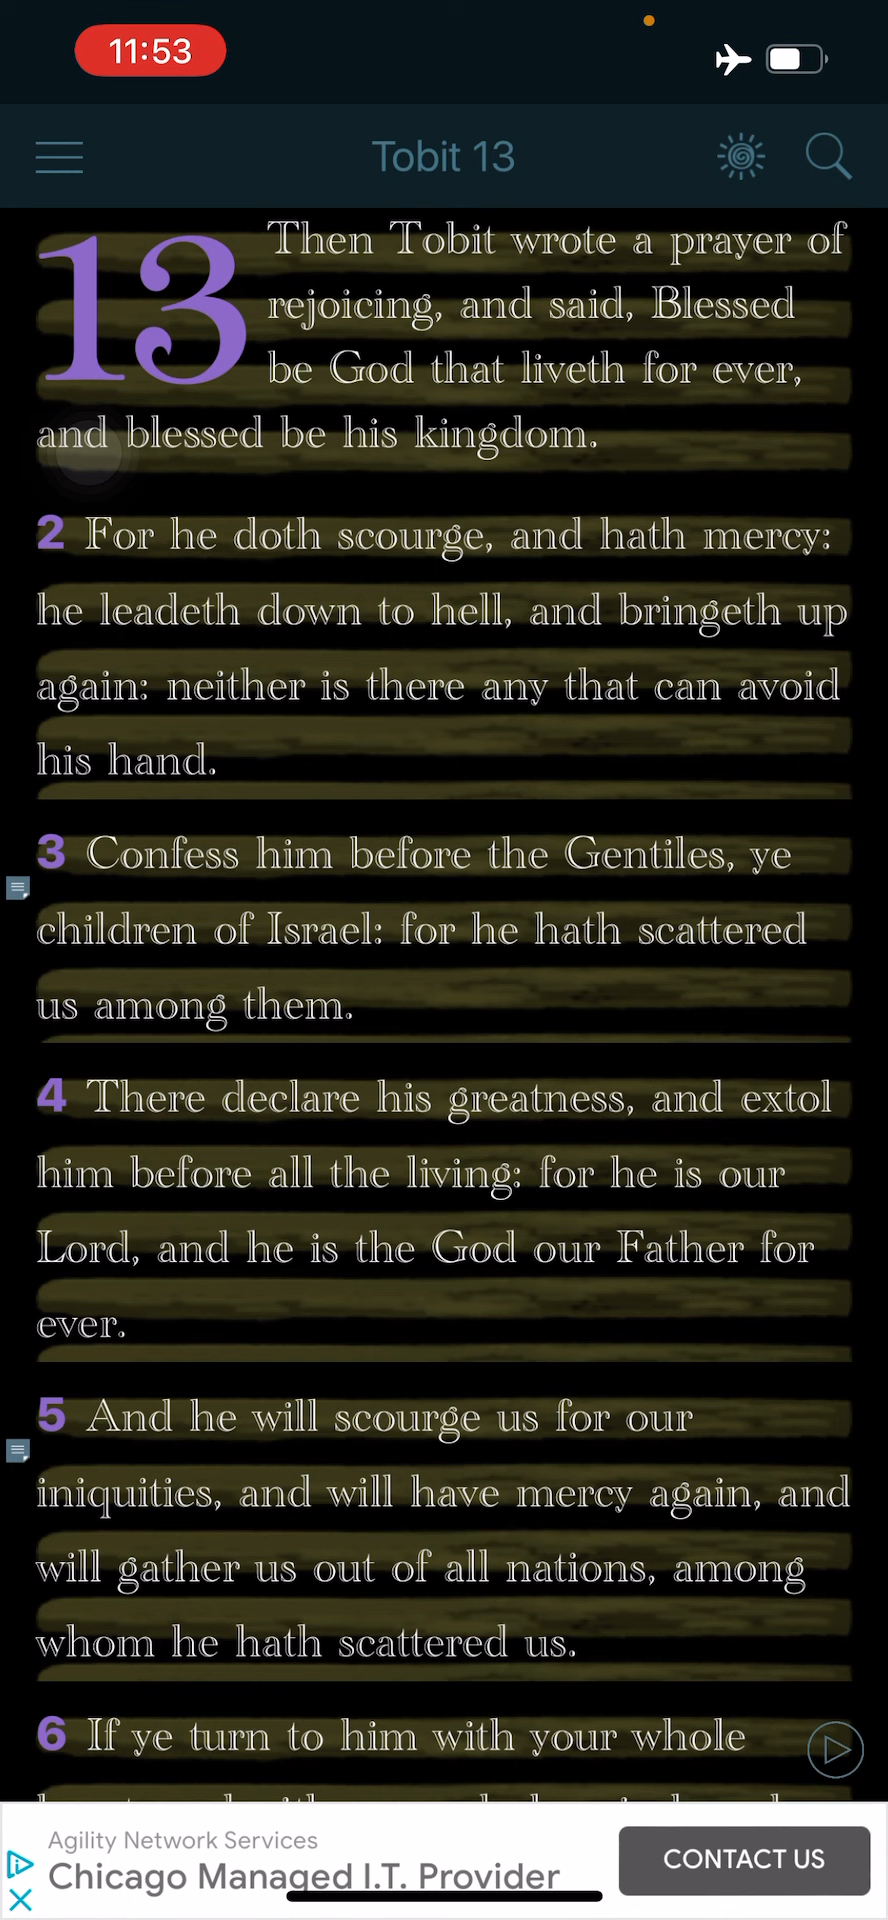 11:53
Tobit 13
13 Then Tobit wrote a prayer of
rejoicing, and said, Blessed
be God that liveth for ever,
and blessed be his kingdom.
2 For he doth scourge, and hath mercy:
he leadeth down to hell, and bringeth up
again: neither is there any that can avoid
his hand.
3 Confess him before the Gentiles, ye
children of Israel: for he hath scattered
us among them.
4 There declare his greatness, and extol
him before all the living: for he is our
Lord, and he is the God our Father for
ever.
5 And he will scourge us for our
iniquities, and will have mercy again, and
will gather us out of all nations, among
whom he hath scattered us.
6 If ye turn to him with your whole
Agility Network Services
Chicago Managed I.T. Provider
CONTACT US